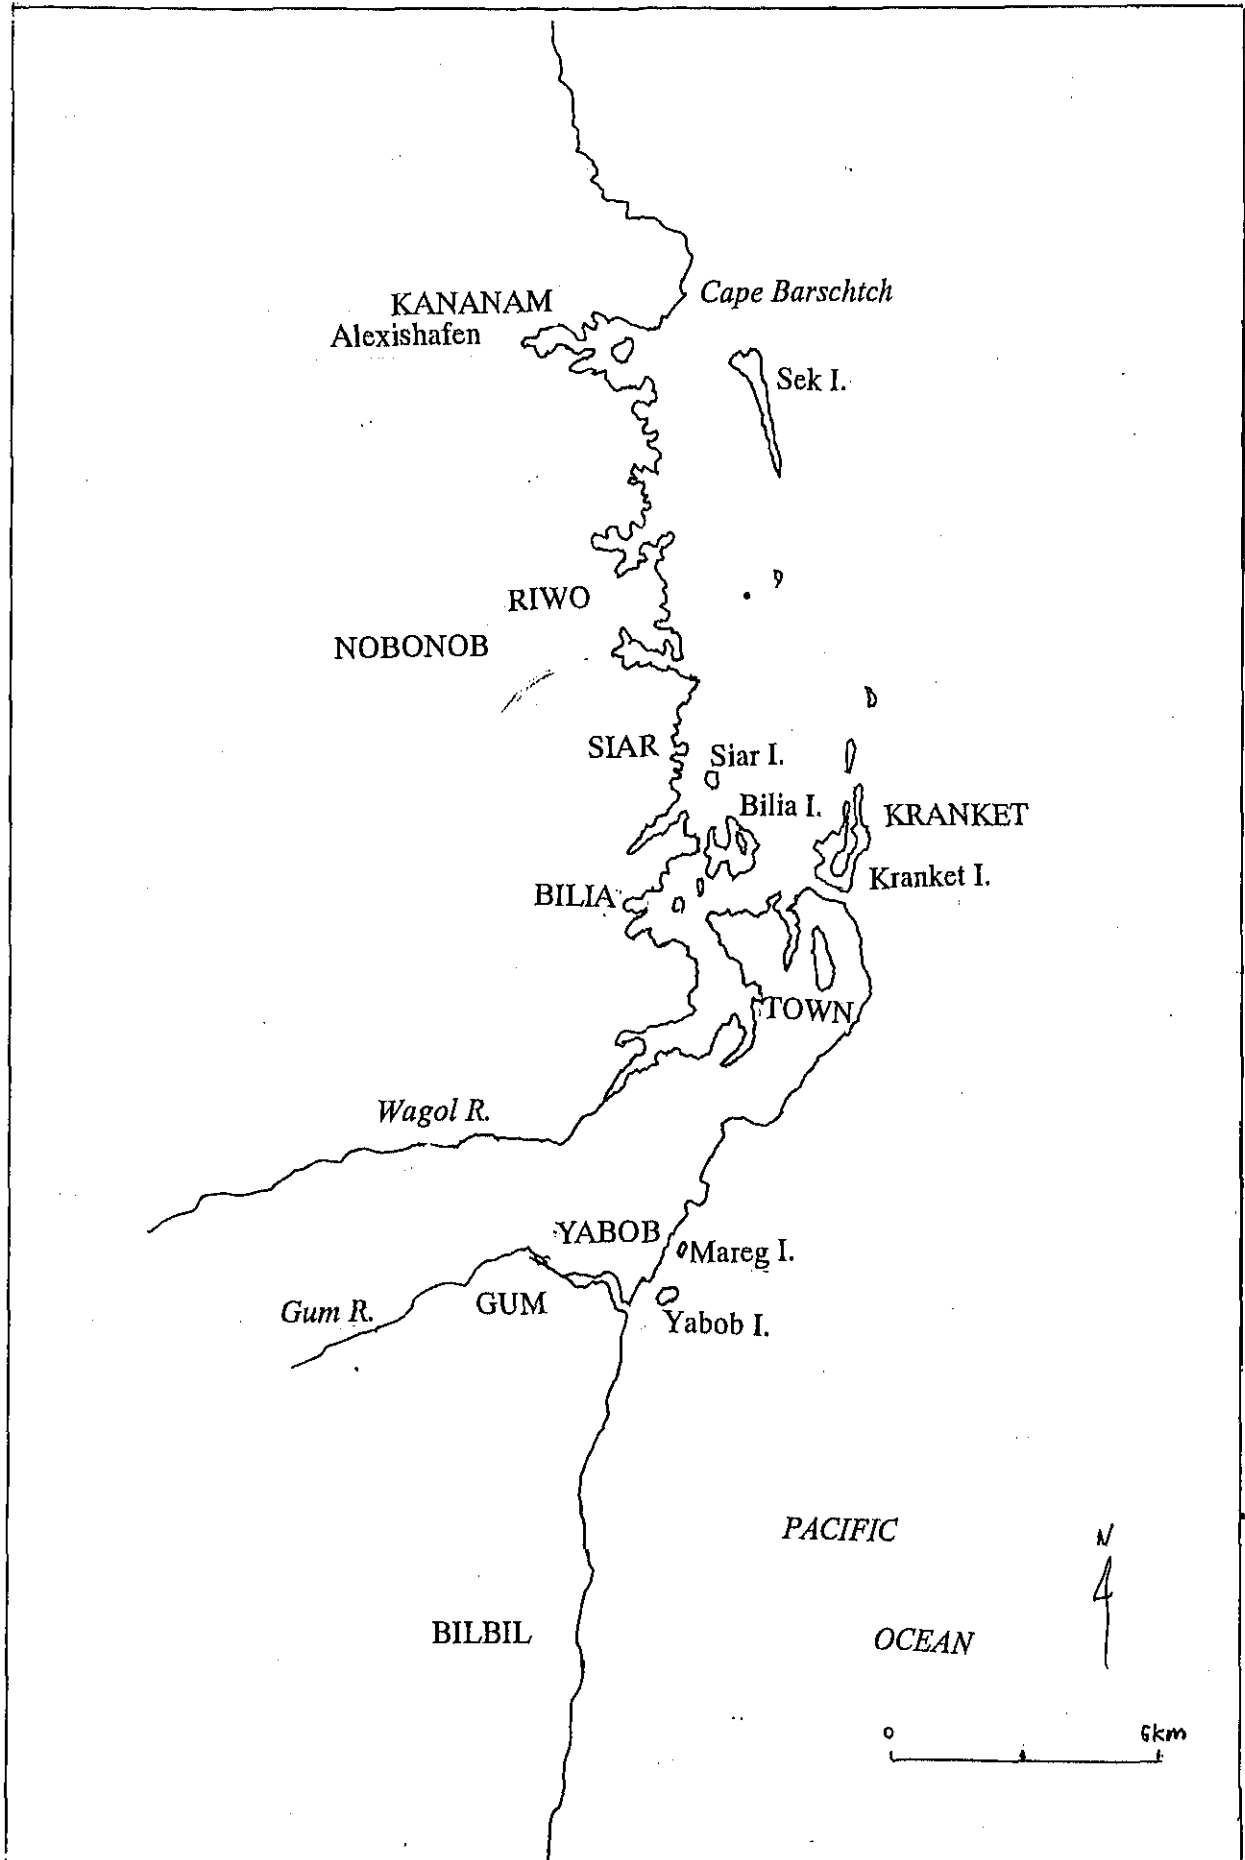 KANANAM
Cape Barschtch
Alexishafen
Sek I.
RIWO
NOBONOB
SIAR
Siar I.
Bilia I.
KRANKET
Kranket I.
BILIA
TOWN
Wagol R.
YABOB
Mareg I.
Gum R.
GUM
Yabob I.
PACIFIC
N
BILBIL
OCEAN
0 6km